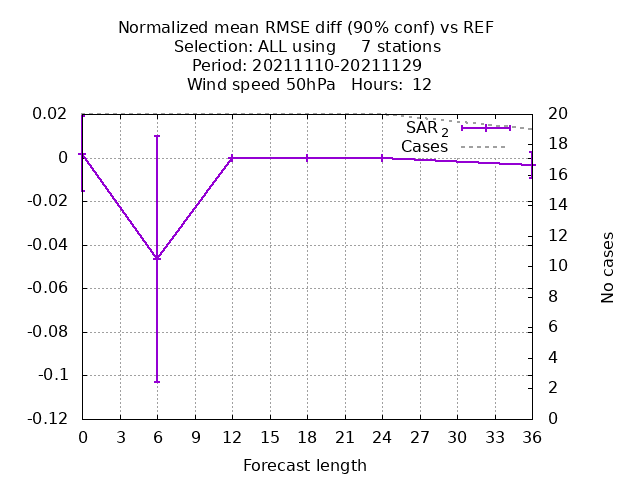 Normalized mean RMSE diff (90% conf) vs REF
Selection: ALL using 7 stations
Period: 20211110-20211129
Wind speed 50hPa Hours: 12
0.02
0
-0.02
-0.04
-0.06
-0.08
-0.1
-0.12
SAR 2
Cases
20
18
16
14
12
10
8
6
4
2
0
No cases
0 3 6 9 12 15 18 21 24 27 30 33 36
Forecast length